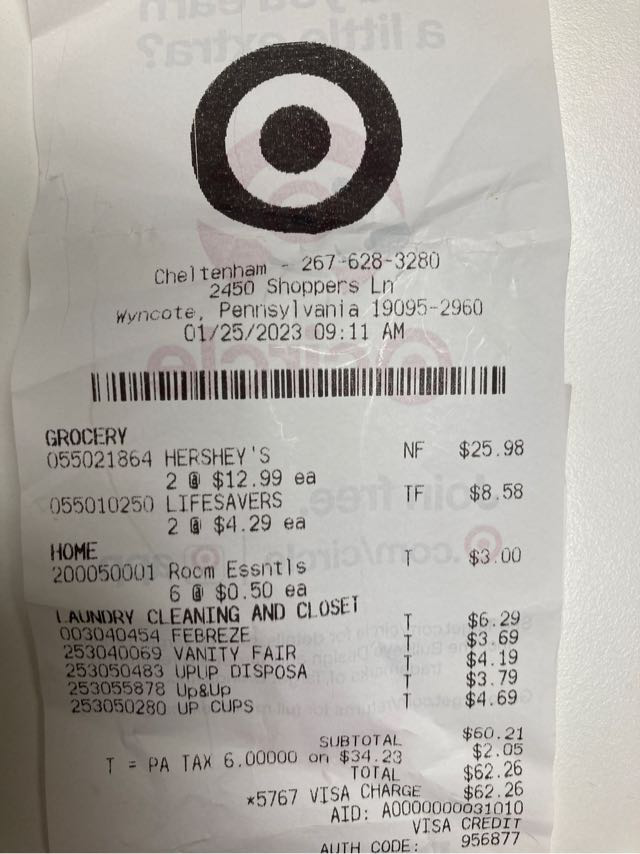 Cheltenham - 267-628-3280
2450 Shoppers Ln
Wyncote, Pennsylvania 19095-2960
01/25/2023 09:11 AM
GROCERY
055021864 HERSHEY'S NF $25.98
2 @ $12.99 ea
055010250 LIFESAVERS TF $8.58
2 @ $4.29 ea
HOME
200050001 Room Essntls T $3.00
6 @ $0.50 ea
LAUNDRY CLEANING AND CLOSET
003040454 FEBREZE T $6.29
253040069 VANITY FAIR T $3.69
253050483 UPUP DISPOSA T $4.19
253055878 Up&Up T $3.79
253050280 UP CUPS T $4.69
SUBTOTAL $60.21
T = PA TAX 6.00000 on $34.23 $2.05
TOTAL $62.26
*5767 VISA CHARGE $62.26
AID: A0000000031010
VISA CREDIT
AUTH CODE: 956877